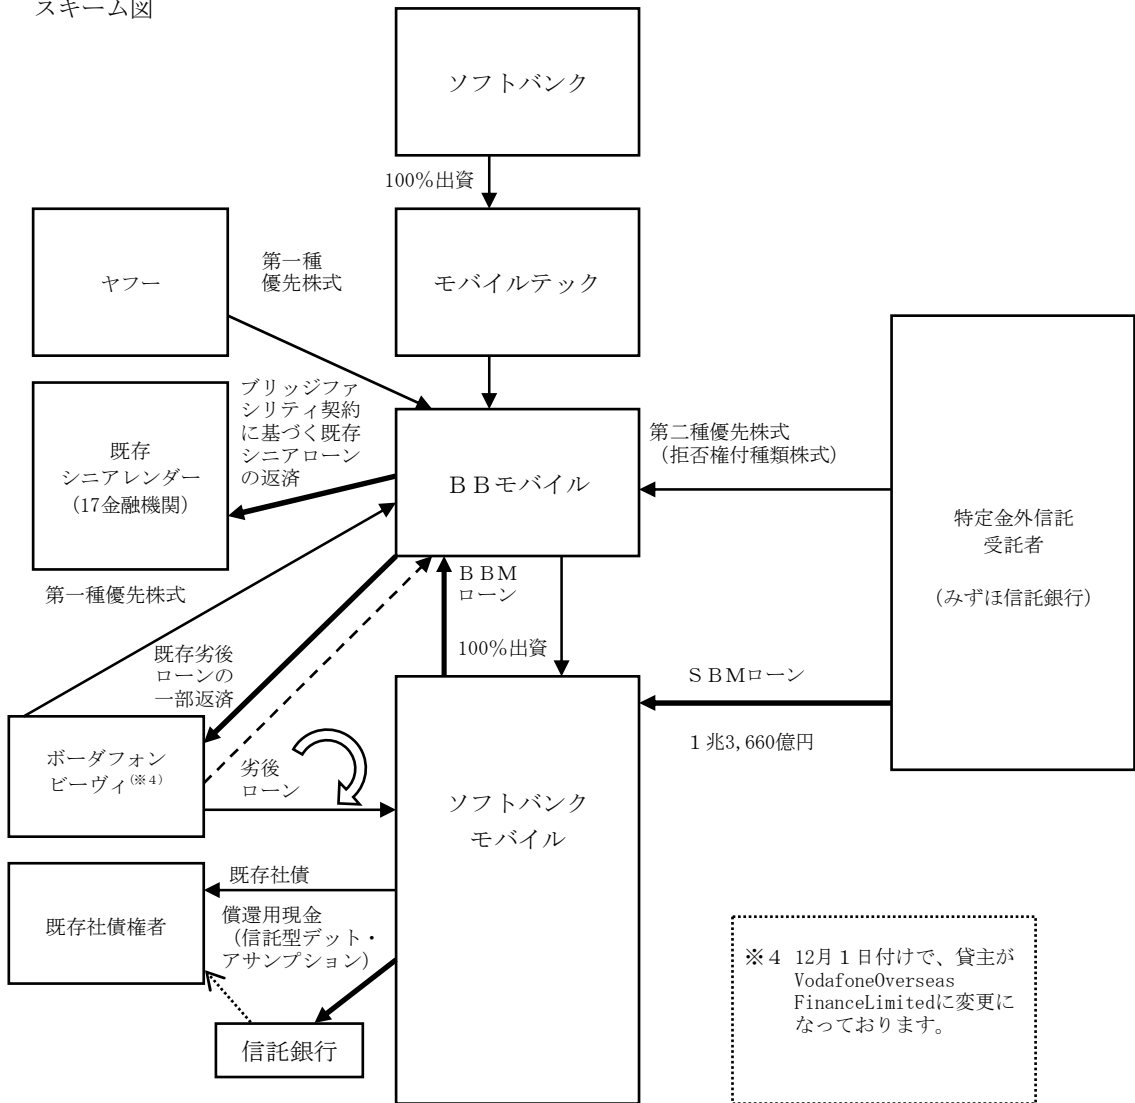 スキーム図
ソフトバンク
100%出資
ヤフー
第一種
優先株式
モバイルテック
既存
シニアレンダー
(17金融機関)
ブリッジファ
シリティ契約
に基づく既存
シニアローン
の返済
BBモバイル
第二種優先株式
(拒否権付種類株式)
特定金外信託
受託者
(みずほ信託銀行)
第一種優先株式
BBM
ローン
100%出資
既存劣後
ローンの
一部返済
SBMローン
1兆3,660億円
ボーダフォン
ビーヴィ(※4)
劣後
ローン
ソフトバンク
モバイル
既存社債権者
既存社債
償還用現金
(信託型デット・
アサンプション)
信託銀行
※4 12月1日付けで、貸主が
VodafoneOverseas
FinanceLimitedに変更に
なっております。